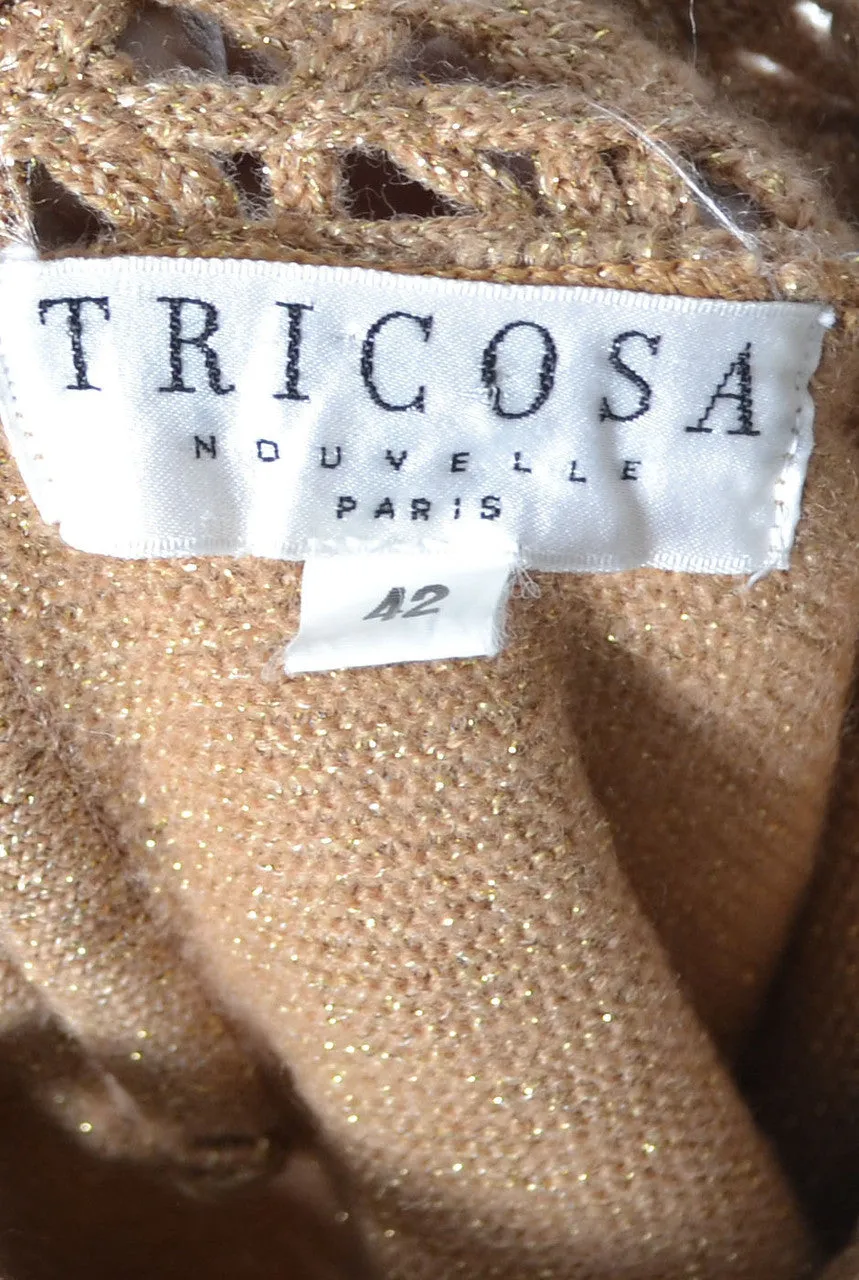 TRICOSA
NOUVELLE
PARIS
42